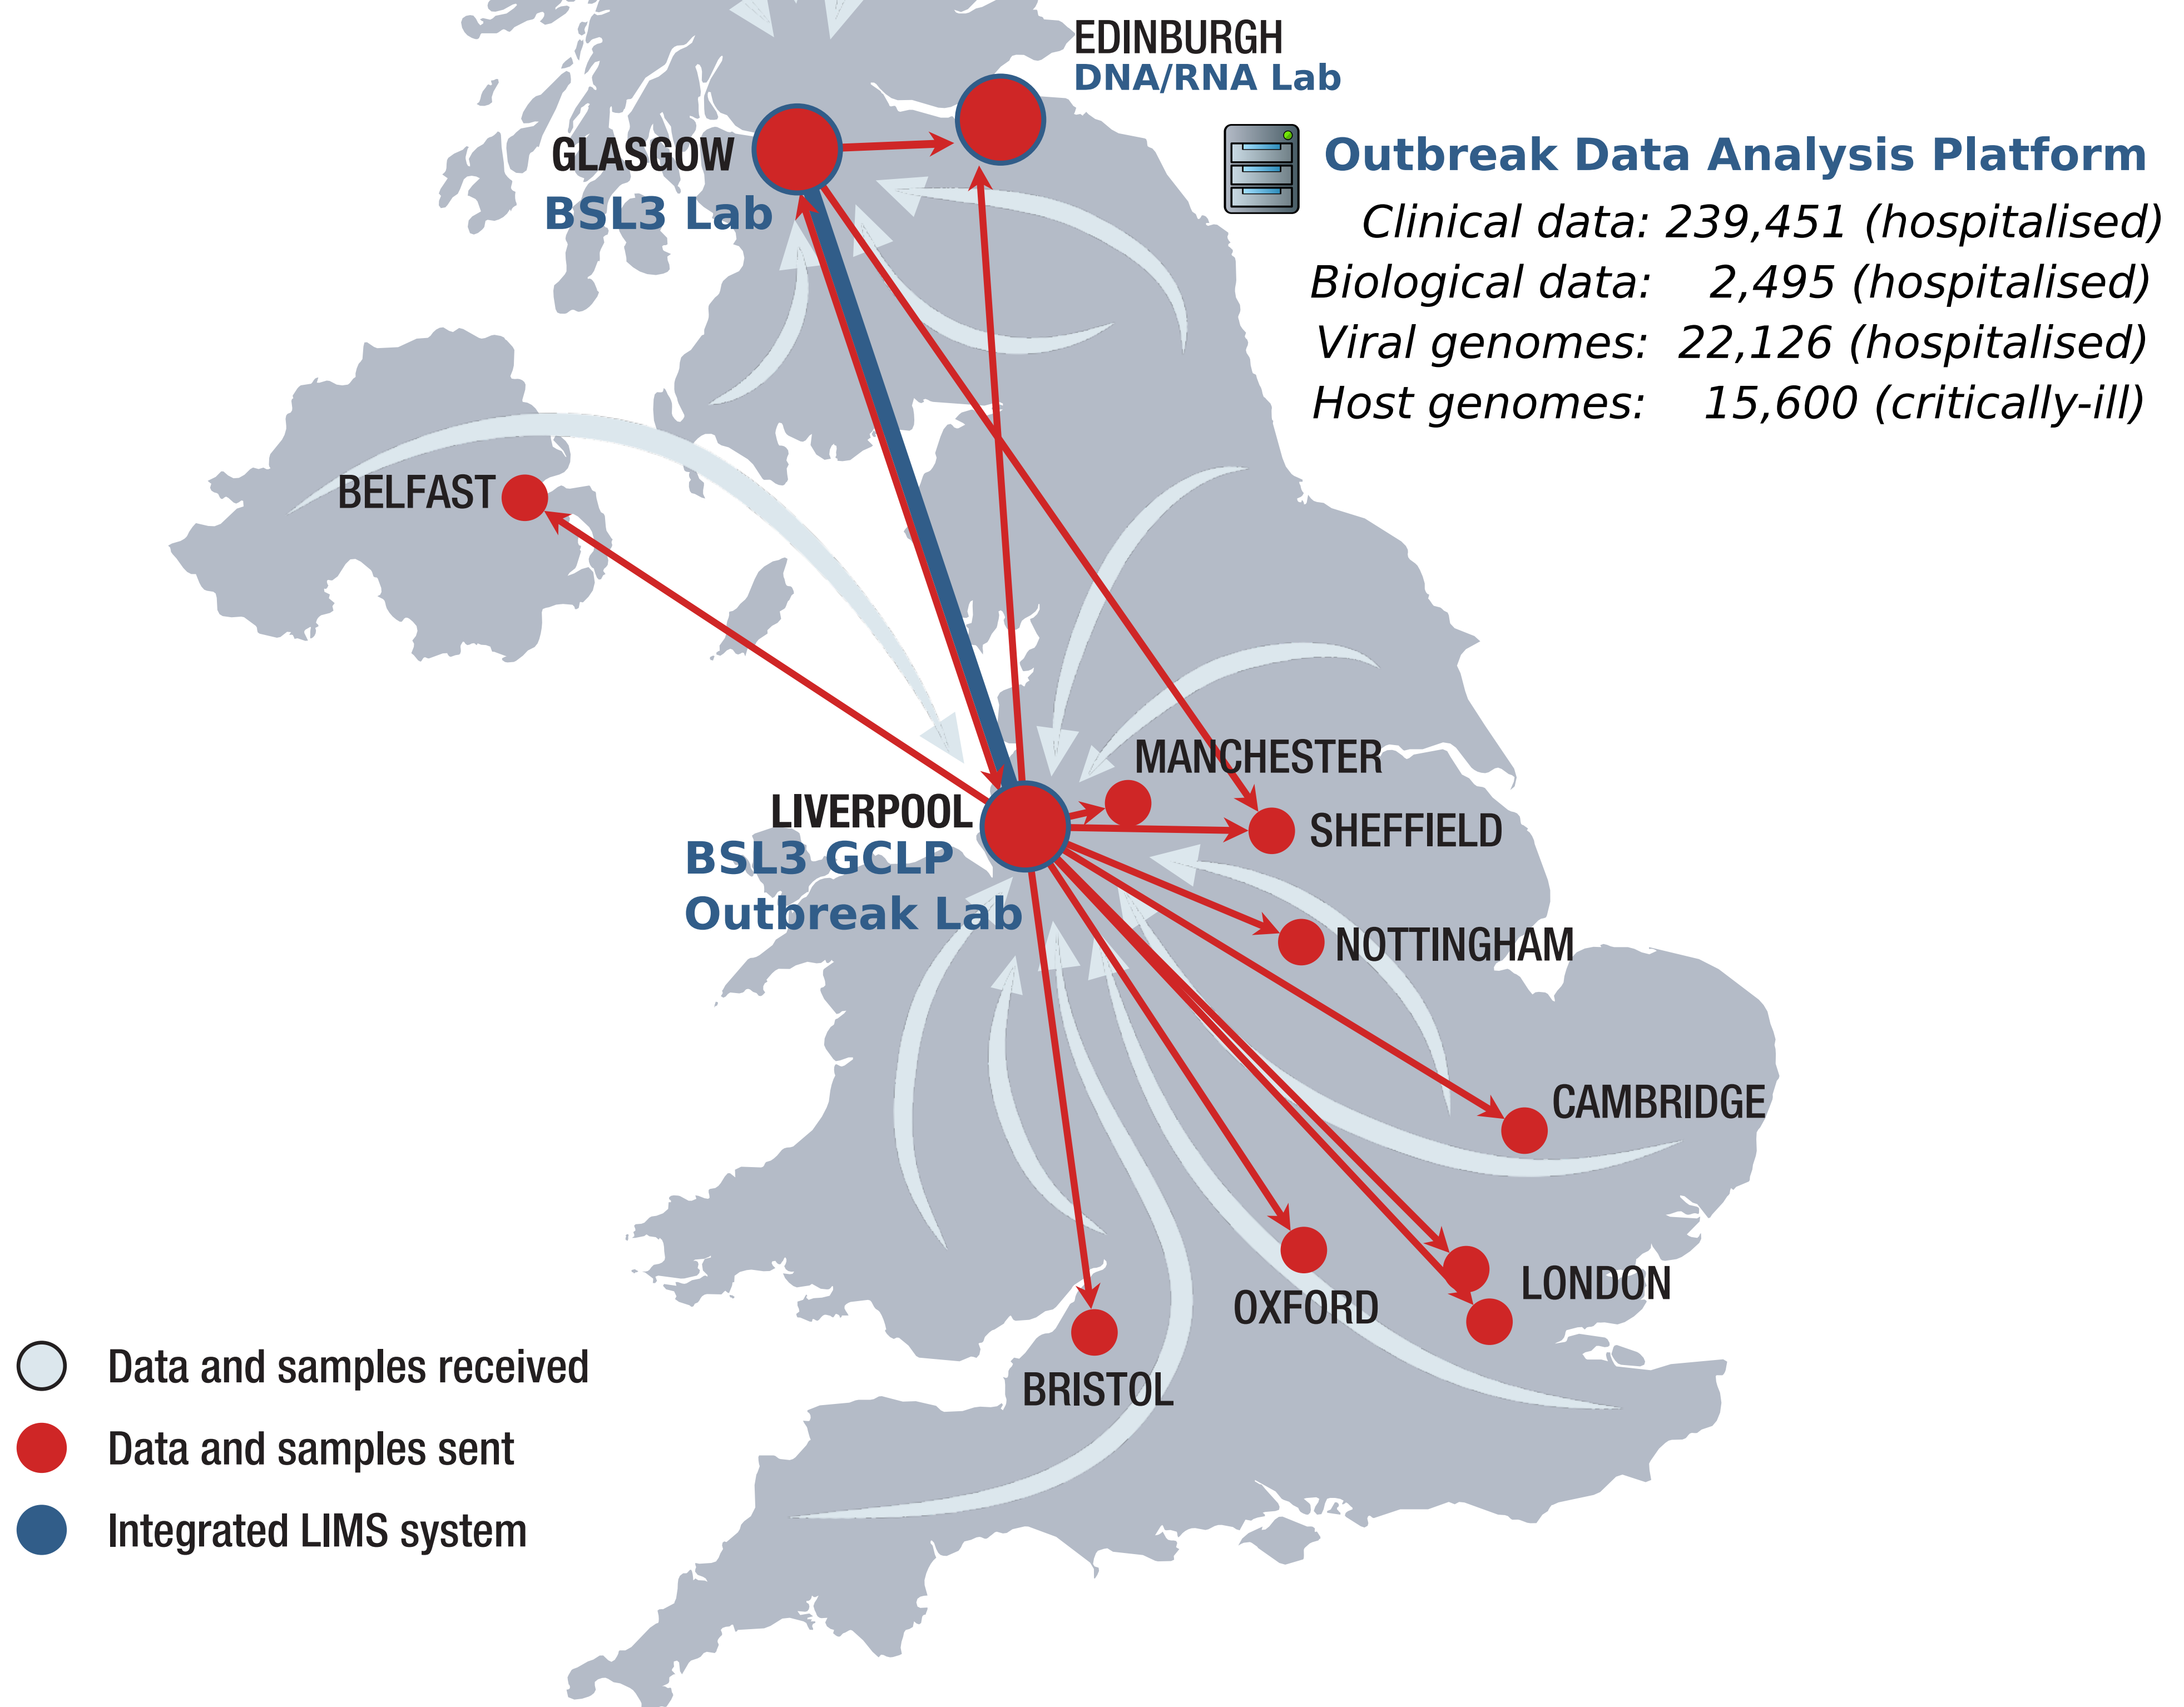 EDINBURGH
DNA/RNA Lab
GLASGOW
BSL3 Lab
Outbreak Data Analysis Platform
Clinical data: 239,451 (hospitalised)
Biological data: 2,495 (hospitalised)
Viral genomes: 22,126 (hospitalised)
Host genomes: 15,600 (critically-ill)
BELFAST
MANCHESTER
LIVERPOOL
BSL3 GCLP
Outbreak Lab
SHEFFIELD
NOTTINGHAM
CAMBRIDGE
LONDON
OXFORD
BRISTOL
Data and samples received
Data and samples sent
Integrated LIMS system